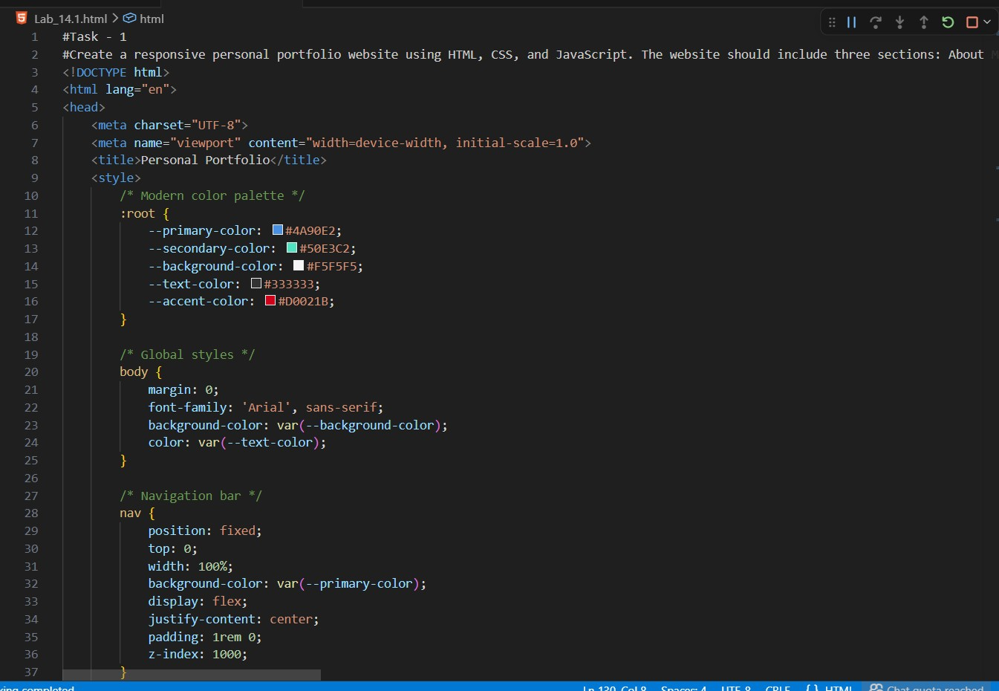 Lab_14.1.html > html
1 #Task - 1
2 #Create a responsive personal portfolio website using HTML, CSS, and JavaScript. The website should include three sections: About M
3 <!DOCTYPE html>
4 <html lang="en">
5 <head>
6 <meta charset="UTF-8">
7 <meta name="viewport" content="width=device-width, initial-scale=1.0">
8 <title>Personal Portfolio</title>
9 <style>
10 /* Modern color palette */
11 :root {
12 --primary-color: #4A90E2;
13 --secondary-color: #50E3C2;
14 --background-color: #F5F5F5;
15 --text-color: #333333;
16 --accent-color: #D0021B;
17 }
18
19 /* Global styles */
20 body {
21 margin: 0;
22 font-family: 'Arial', sans-serif;
23 background-color: var(--background-color);
24 color: var(--text-color);
25 }
26
27 /* Navigation bar */
28 nav {
29 position: fixed;
30 top: 0;
31 width: 100%;
32 background-color: var(--primary-color);
33 display: flex;
34 justify-content: center;
35 padding: 1rem 0;
36 z-index: 1000;
37 }
completed Ln 130, Col 8 Spaces: 4 UTF-8 CRLF {} HTML Chat quota reached